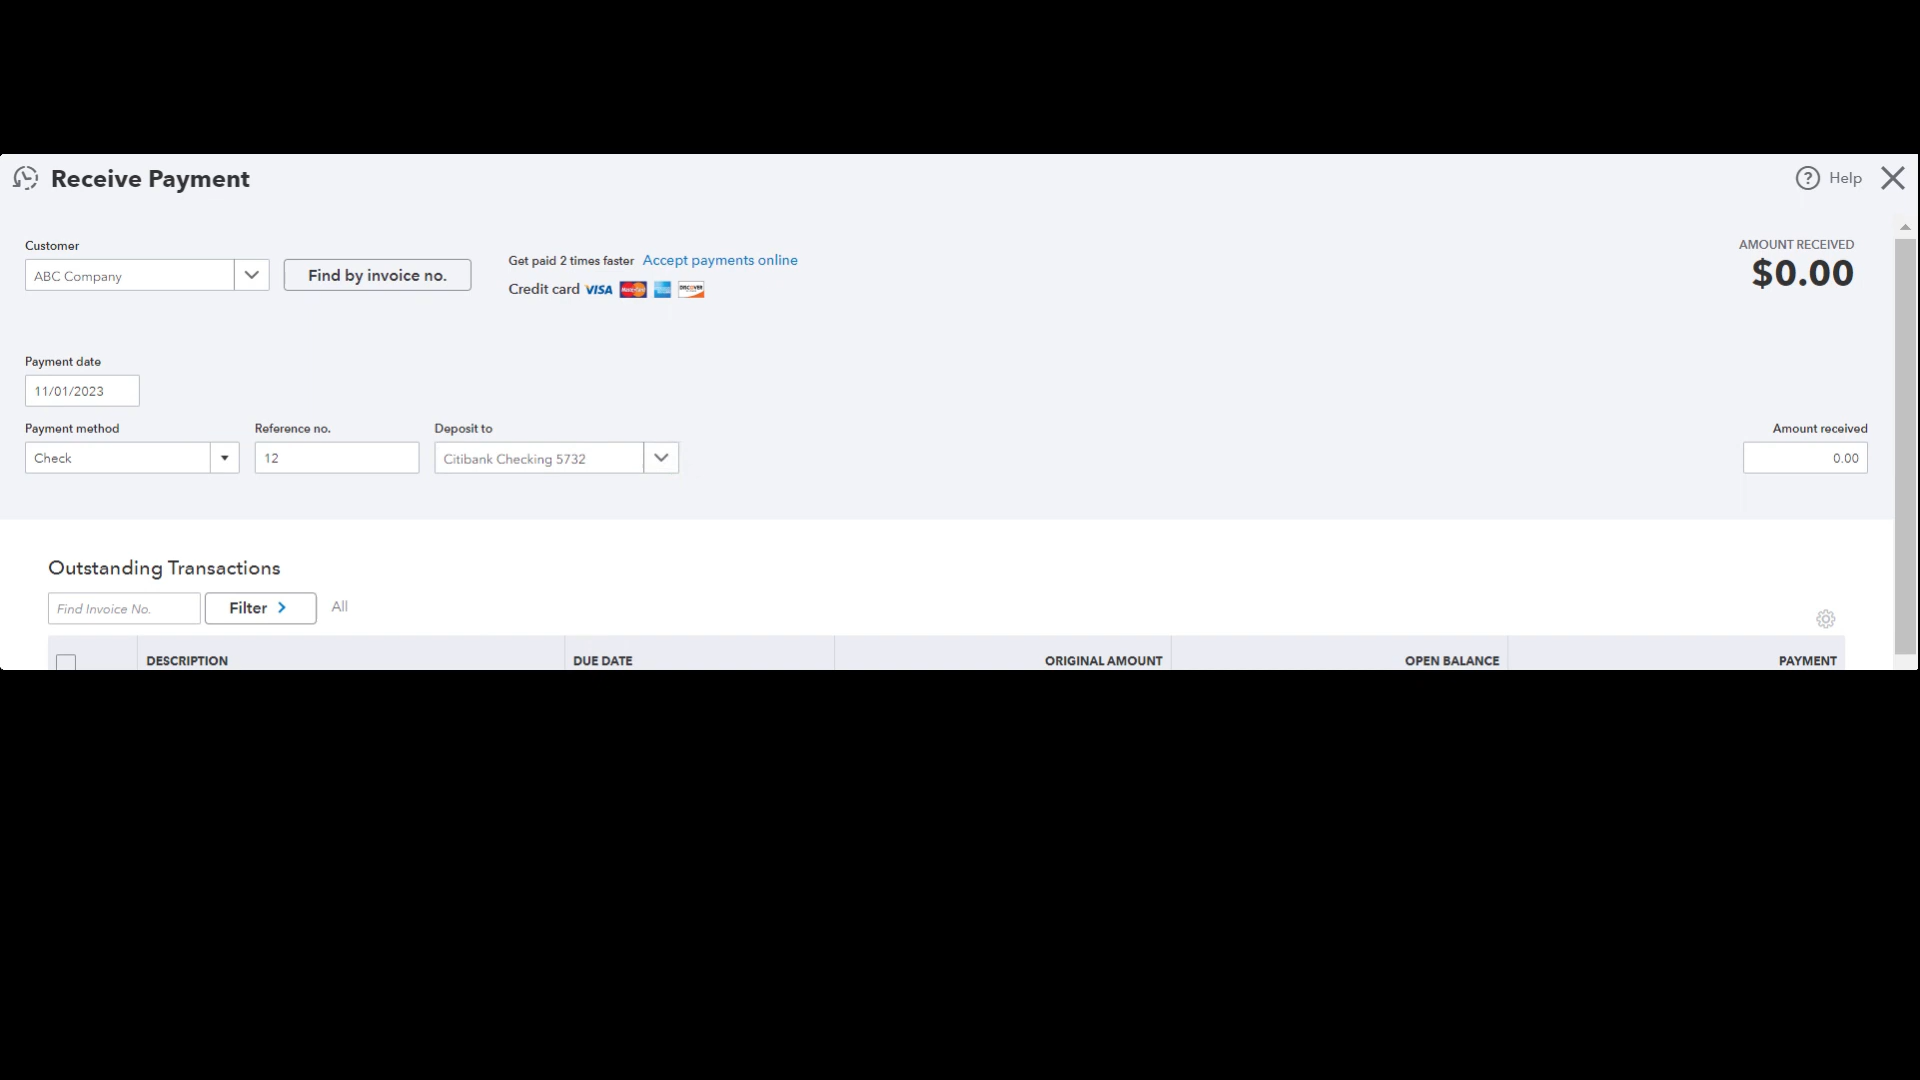 Receive Payment
? Help
Customer
ABC Company
Find by invoice no.
Get paid 2 times faster Accept payments online
Credit card VISA MasterCard DISCOVER
AMOUNT RECEIVED
$0.00
Payment date
11/01/2023
Payment method
Check
Reference no.
12
Deposit to
Citibank Checking 5732
Amount received
0.00
Outstanding Transactions
Find Invoice No.
Filter
All
DESCRIPTION DUE DATE ORIGINAL AMOUNT OPEN BALANCE PAYMENT